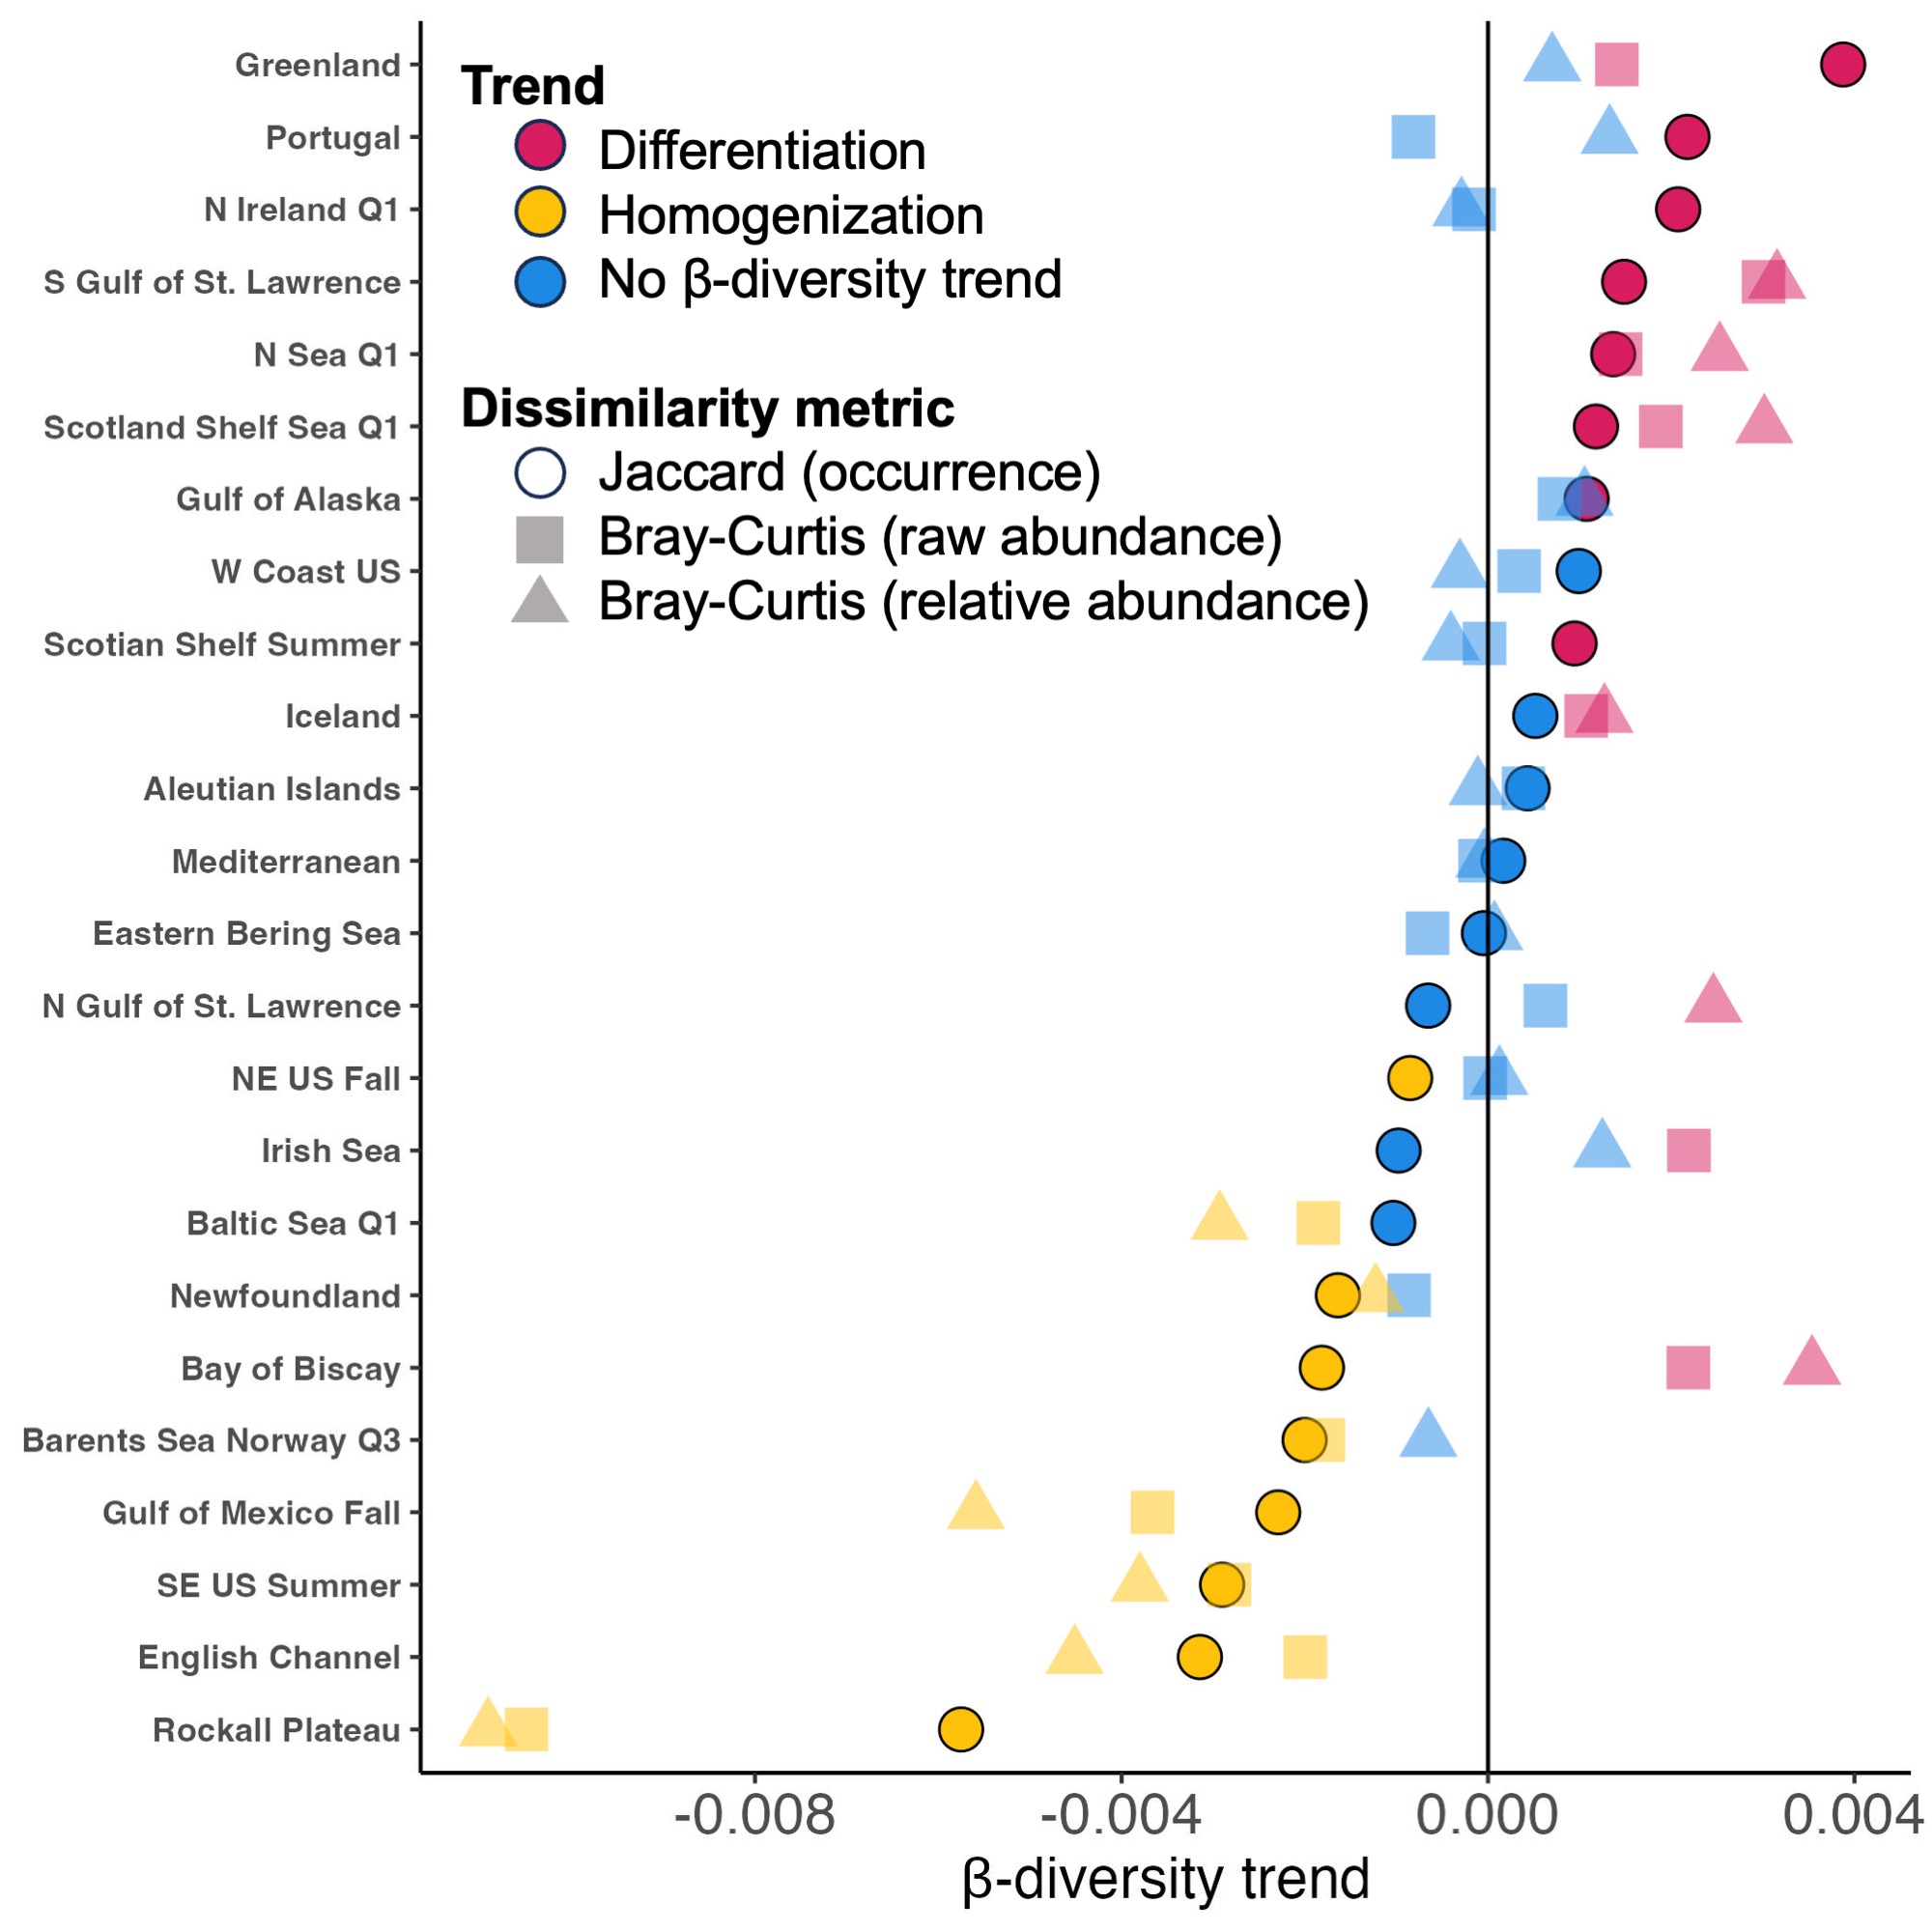 Greenland
Portugal
N Ireland Q1
S Gulf of St. Lawrence
N Sea Q1
Scotland Shelf Sea Q1
Gulf of Alaska
W Coast US
Scotian Shelf Summer
Iceland
Aleutian Islands
Mediterranean
Eastern Bering Sea
N Gulf of St. Lawrence
NE US Fall
Irish Sea
Baltic Sea Q1
Newfoundland
Bay of Biscay
Barents Sea Norway Q3
Gulf of Mexico Fall
SE US Summer
English Channel
Rockall Plateau
Trend
Differentiation
Homogenization
No β-diversity trend
Dissimilarity metric
Jaccard (occurrence)
Bray-Curtis (raw abundance)
Bray-Curtis (relative abundance)
-0.008 -0.004 0.000 0.004
β-diversity trend